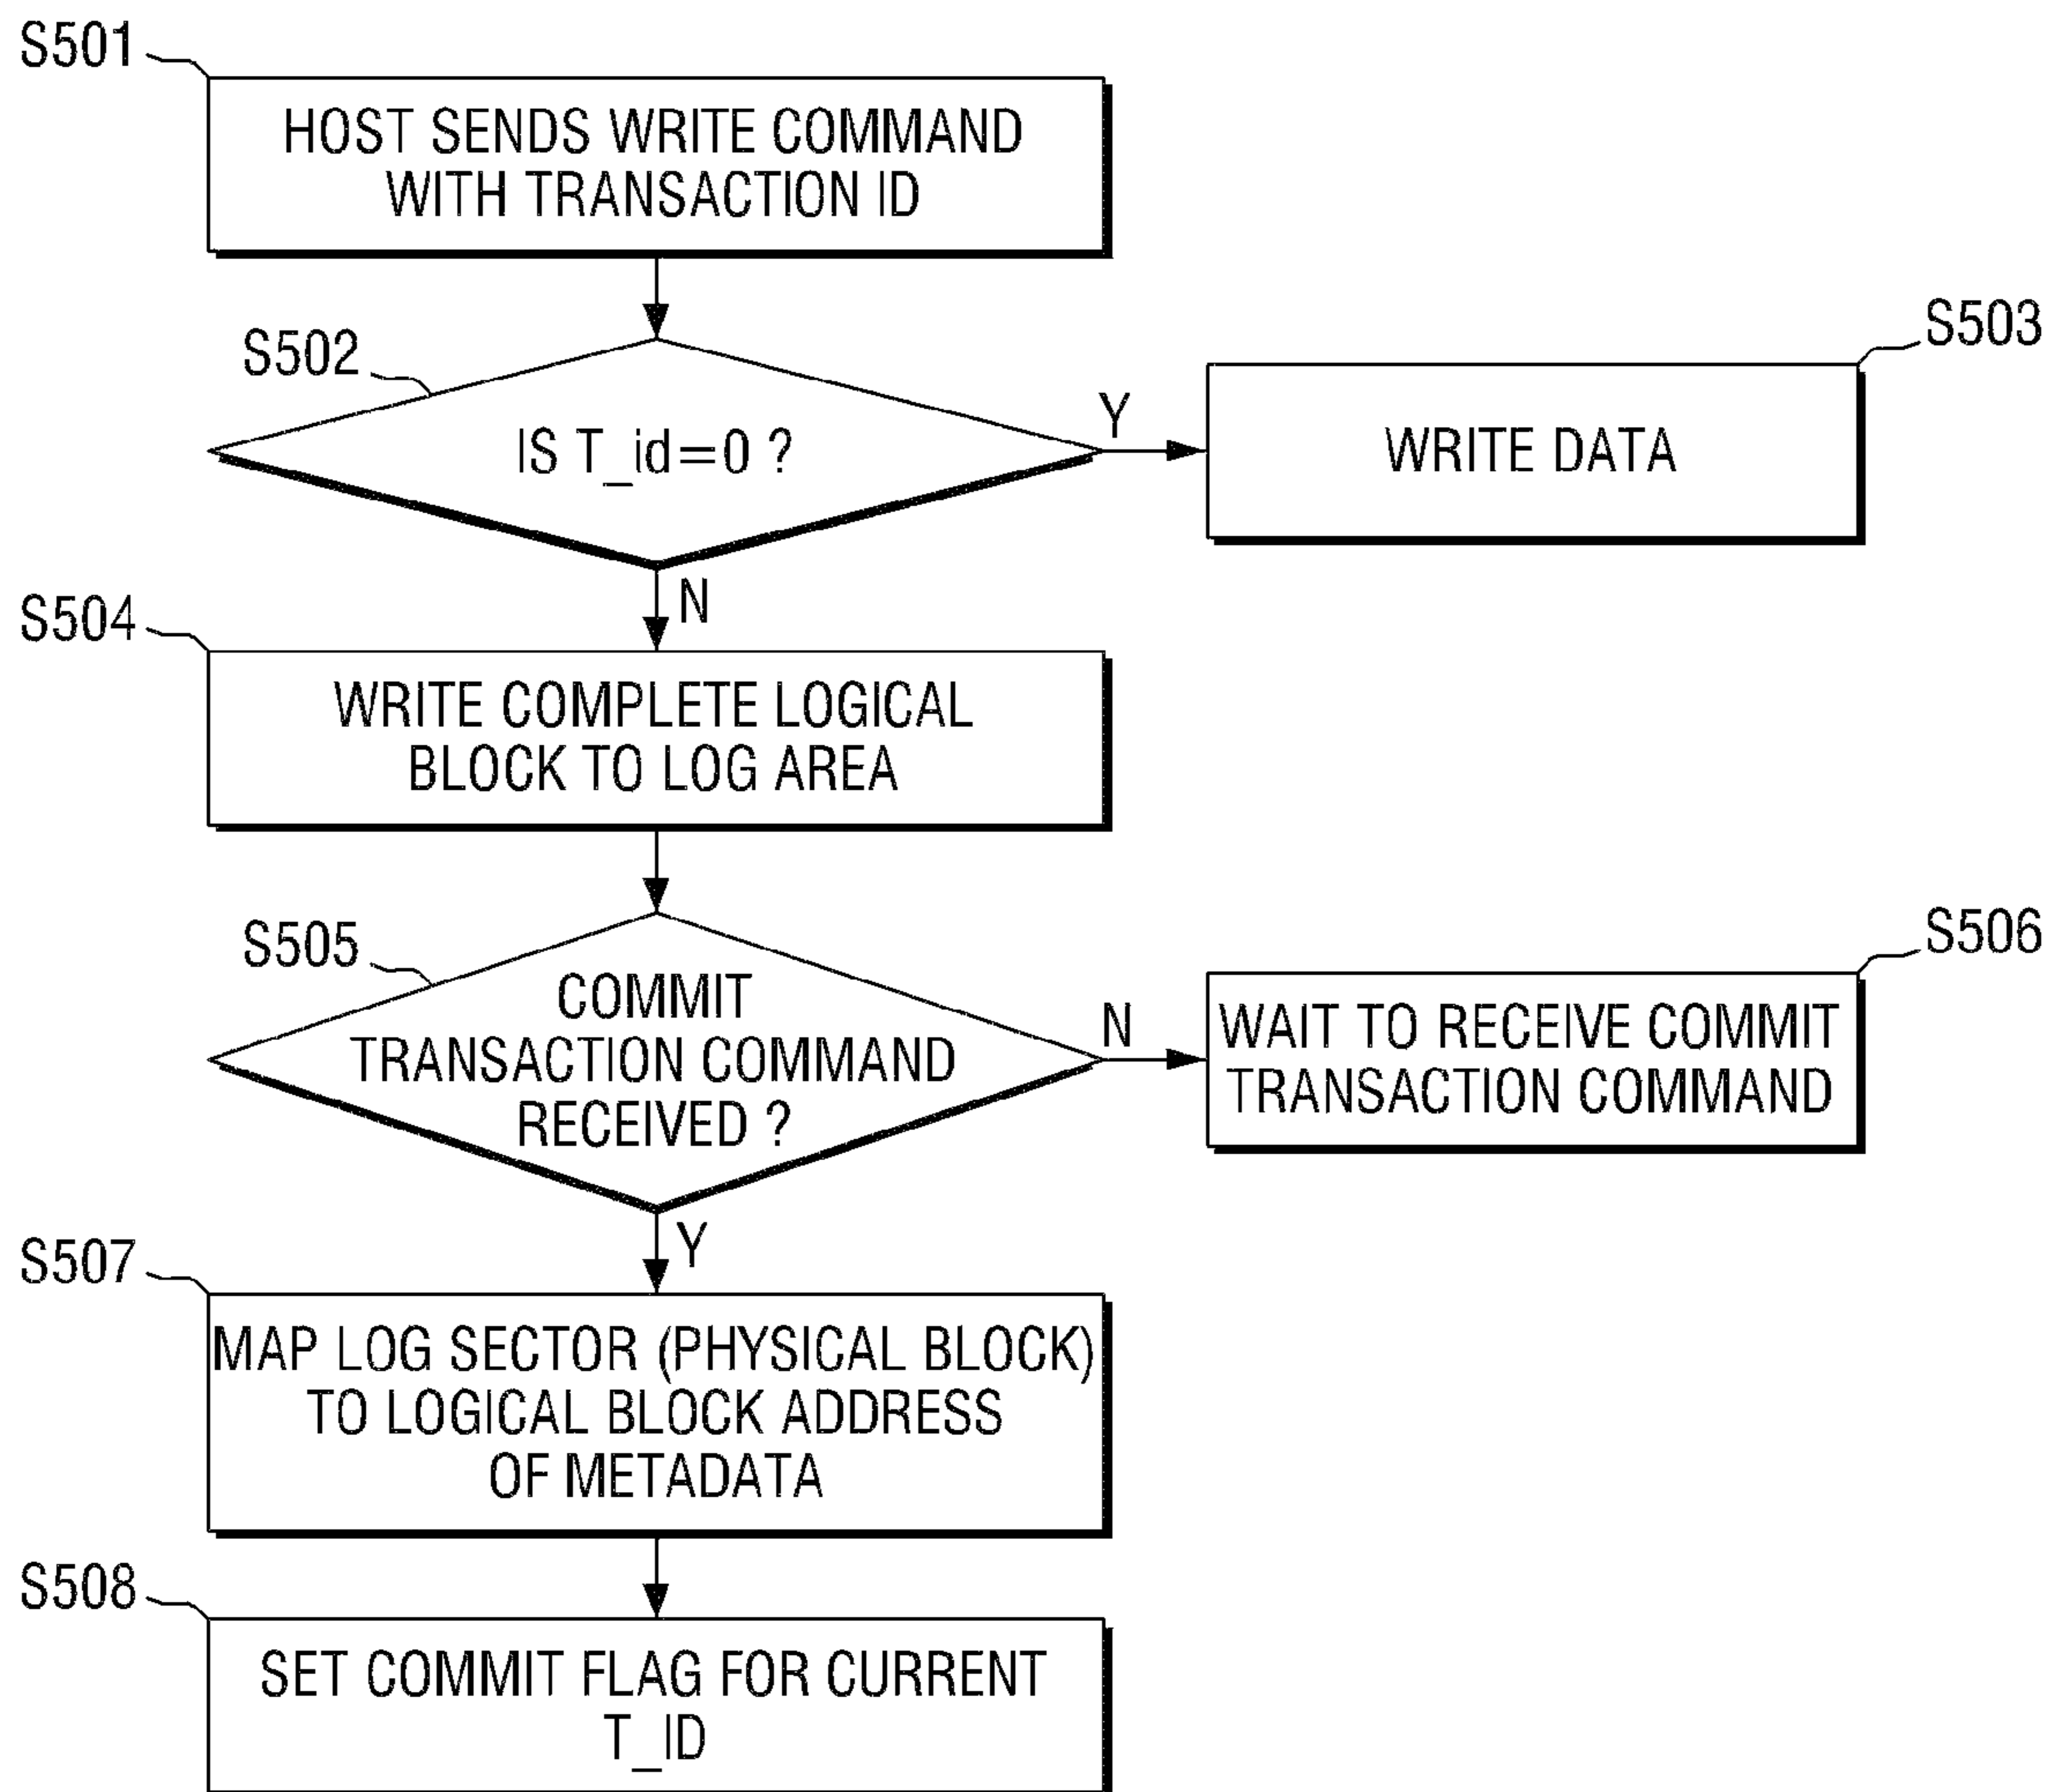 S501
HOST SENDS WRITE COMMAND
WITH TRANSACTION ID
S502
IS T_id=0 ?
Y
S503
WRITE DATA
N
S504
WRITE COMPLETE LOGICAL
BLOCK TO LOG AREA
S505
COMMIT
TRANSACTION COMMAND
RECEIVED ?
N
S506
WAIT TO RECEIVE COMMIT
TRANSACTION COMMAND
Y
S507
MAP LOG SECTOR (PHYSICAL BLOCK)
TO LOGICAL BLOCK ADDRESS
OF METADATA
S508
SET COMMIT FLAG FOR CURRENT
T_ID